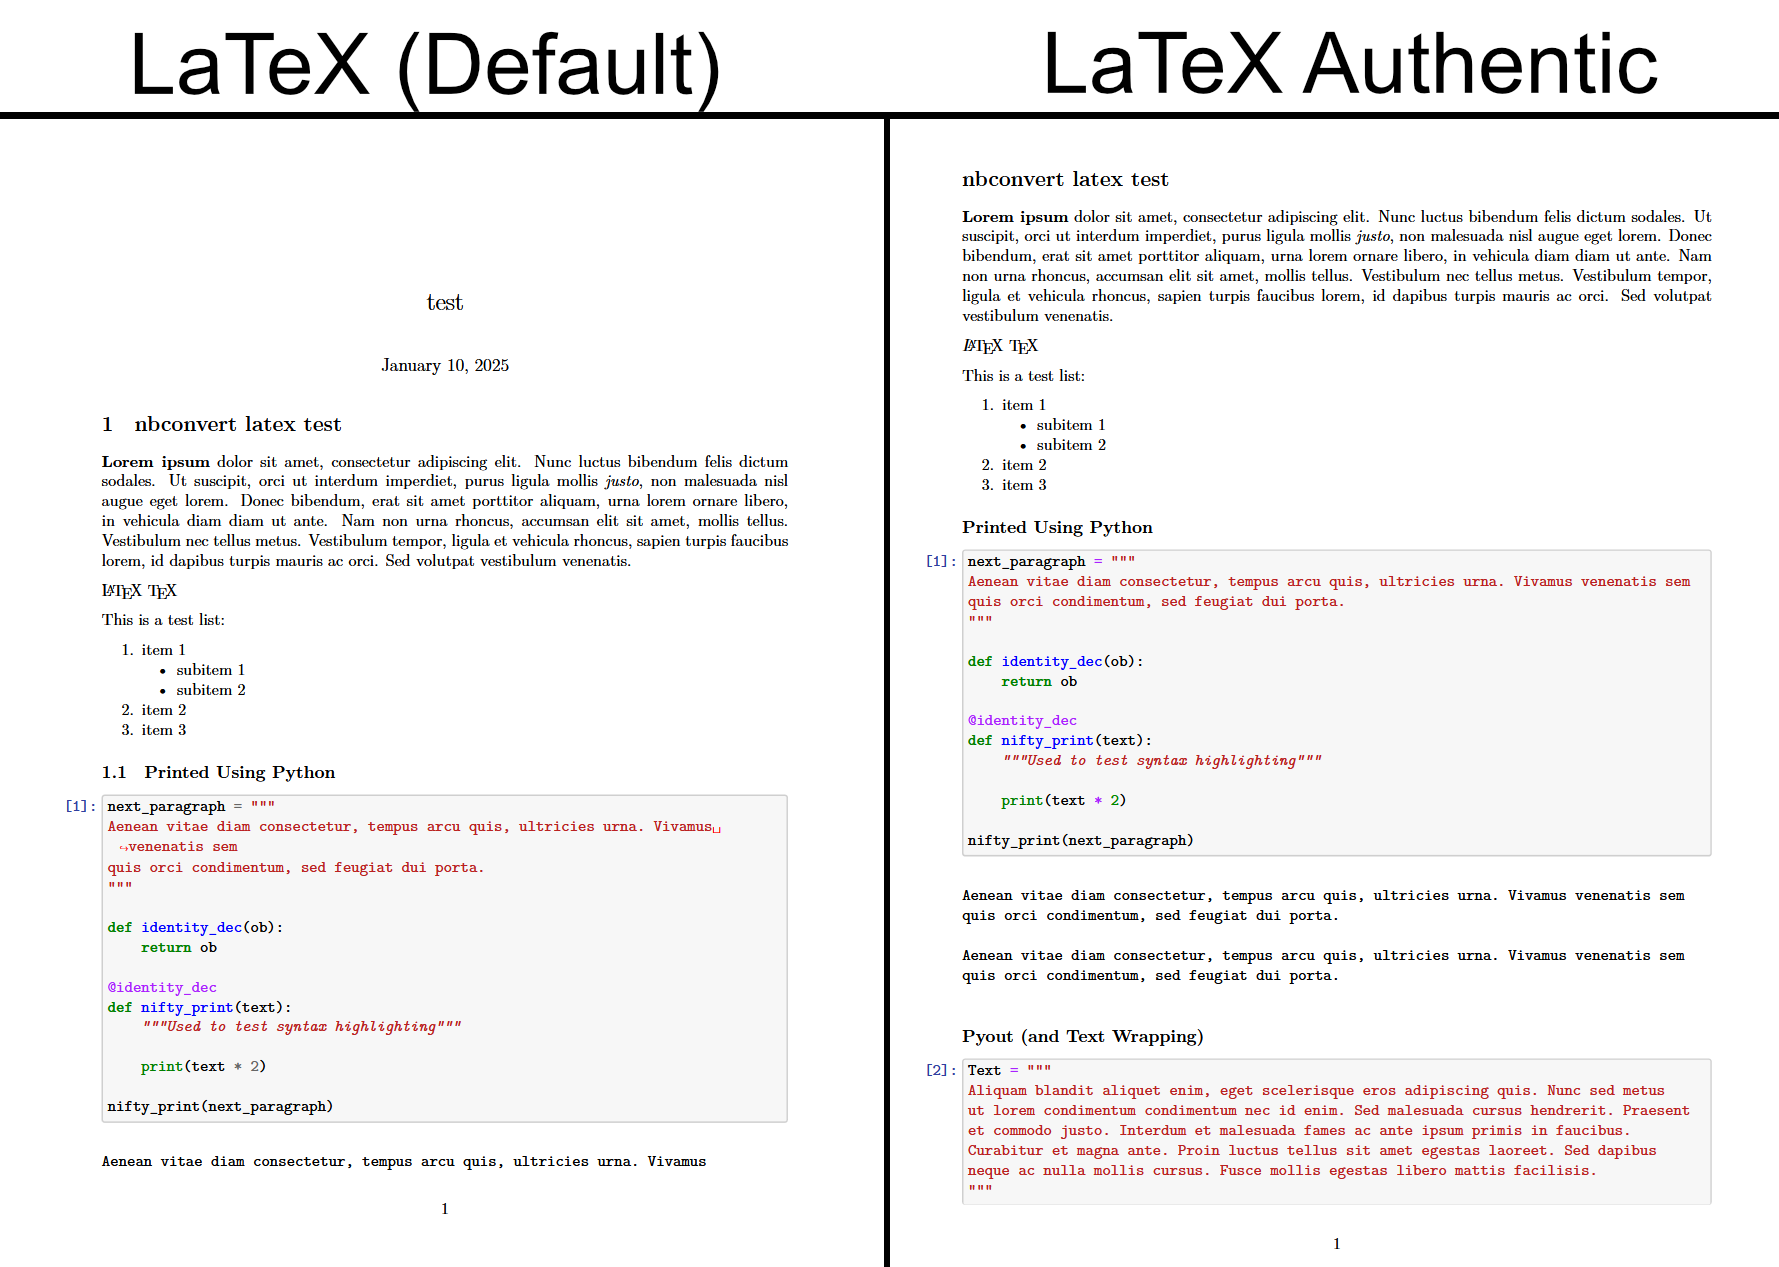 LaTeX (Default)
test
January 10, 2025
1 nbconvert latex test
Lorem ipsum dolor sit amet, consectetur adipiscing elit. Nunc luctus bibendum felis dictum
sodales. Ut suscipit, orci ut interdum imperdiet, purus ligula mollis justo, non malesuada nisl
augue eget lorem. Donec bibendum, erat sit amet porttitor aliquam, urna lorem ornare libero,
in vehicula diam diam ut ante. Nam non urna rhoncus, accumsan elit sit amet, mollis tellus.
Vestibulum nec tellus metus. Vestibulum tempor, ligula et vehicula rhoncus, sapien turpis faucibus
lorem, id dapibus turpis mauris ac orci. Sed volutpat vestibulum venenatis.
LATEX TEX
This is a test list:
1. item 1
• subitem 1
• subitem 2
2. item 2
3. item 3
1.1 Printed Using Python
[1]: next_paragraph = """
Aenean vitae diam consectetur, tempus arcu quis, ultricies urna. Vivamus␣
↪venenatis sem
quis orci condimentum, sed feugiat dui porta.
"""
def identity_dec(ob):
    return ob
@identity_dec
def nifty_print(text):
    """Used to test syntax highlighting"""
    print(text * 2)
nifty_print(next_paragraph)
Aenean vitae diam consectetur, tempus arcu quis, ultricies urna. Vivamus
1
LaTeX Authentic
nbconvert latex test
Lorem ipsum dolor sit amet, consectetur adipiscing elit. Nunc luctus bibendum felis dictum sodales. Ut
suscipit, orci ut interdum imperdiet, purus ligula mollis justo, non malesuada nisl augue eget lorem. Donec
bibendum, erat sit amet porttitor aliquam, urna lorem ornare libero, in vehicula diam diam ut ante. Nam
non urna rhoncus, accumsan elit sit amet, mollis tellus. Vestibulum nec tellus metus. Vestibulum tempor,
ligula et vehicula rhoncus, sapien turpis faucibus lorem, id dapibus turpis mauris ac orci. Sed volutpat
vestibulum venenatis.
LATEX TEX
This is a test list:
1. item 1
• subitem 1
• subitem 2
2. item 2
3. item 3
Printed Using Python
[1]: next_paragraph = """
Aenean vitae diam consectetur, tempus arcu quis, ultricies urna. Vivamus venenatis sem
quis orci condimentum, sed feugiat dui porta.
"""
def identity_dec(ob):
    return ob
@identity_dec
def nifty_print(text):
    """Used to test syntax highlighting"""
    print(text * 2)
nifty_print(next_paragraph)
Aenean vitae diam consectetur, tempus arcu quis, ultricies urna. Vivamus venenatis sem
quis orci condimentum, sed feugiat dui porta.
Aenean vitae diam consectetur, tempus arcu quis, ultricies urna. Vivamus venenatis sem
quis orci condimentum, sed feugiat dui porta.
Pyout (and Text Wrapping)
[2]: Text = """
Aliquam blandit aliquet enim, eget scelerisque eros adipiscing quis. Nunc sed metus
ut lorem condimentum condimentum nec id enim. Sed malesuada cursus hendrerit. Praesent
et commodo justo. Interdum et malesuada fames ac ante ipsum primis in faucibus.
Curabitur et magna ante. Proin luctus tellus sit amet egestas laoreet. Sed dapibus
neque ac nulla mollis cursus. Fusce mollis egestas libero mattis facilisis.
"""
1